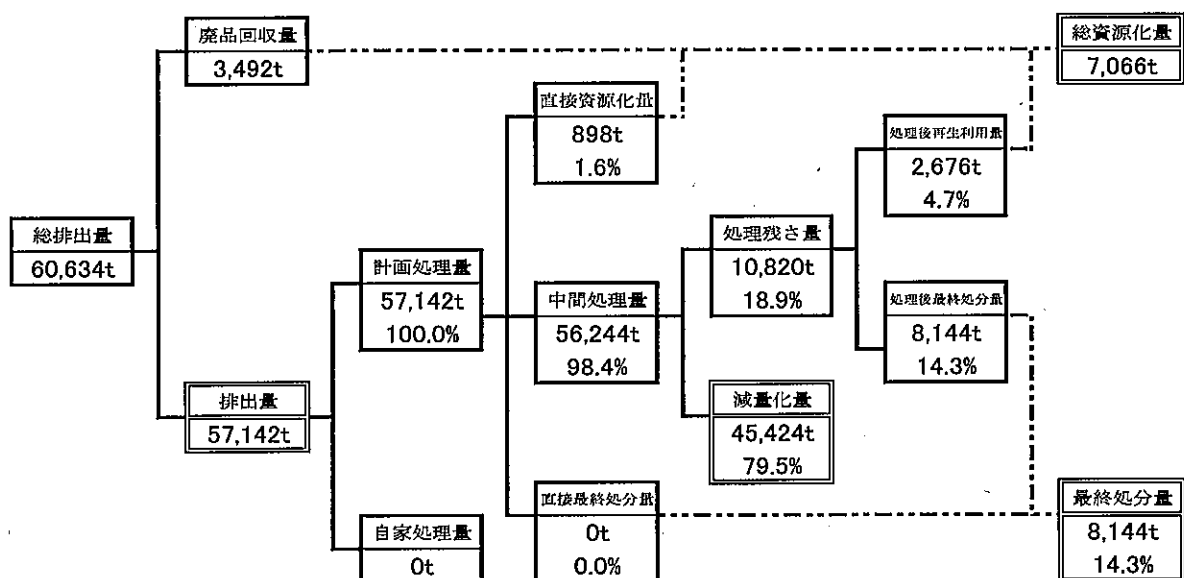 廃品回収量
3,492t
総資源化量
7,066t
直接資源化量
898t
1.6%
処理後再生利用量
2,676t
4.7%
総排出量
60,634t
計画処理量
57,142t
100.0%
中間処理量
56,244t
98.4%
処理残さ量
10,820t
18.9%
処理後最終処分量
8,144t
14.3%
排出量
57,142t
減量化量
45,424t
79.5%
自家処理量
0t
直接最終処分量
0t
0.0%
最終処分量
8,144t
14.3%